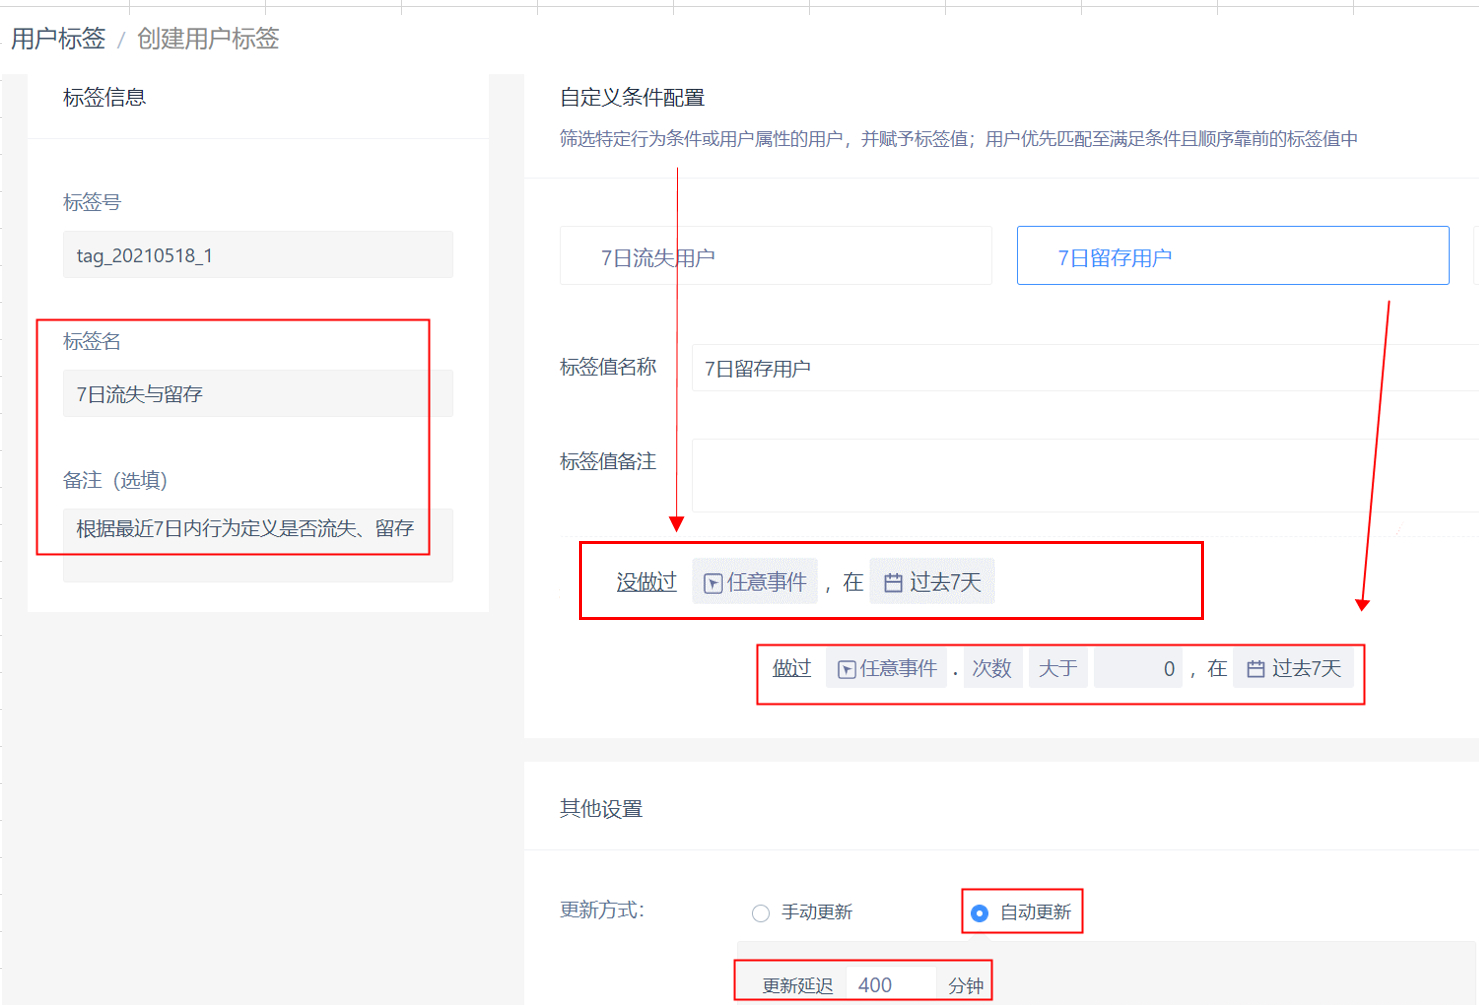 用户标签 / 创建用户标签
标签信息
标签号
tag_20210518_1
标签名
7日流失与留存
备注（选填）
根据最近7日内行为定义是否流失、留存
自定义条件配置
筛选特定行为条件或用户属性的用户，并赋予标签值；用户优先匹配至满足条件且顺序靠前的标签值中
7日流失用户 7日留存用户
标签值名称 7日留存用户
标签值备注
没做过 任意事件 ，在 过去7天
做过 任意事件 . 次数 大于 0 ，在 过去7天
其他设置
更新方式： 手动更新 自动更新
更新延迟 400 分钟